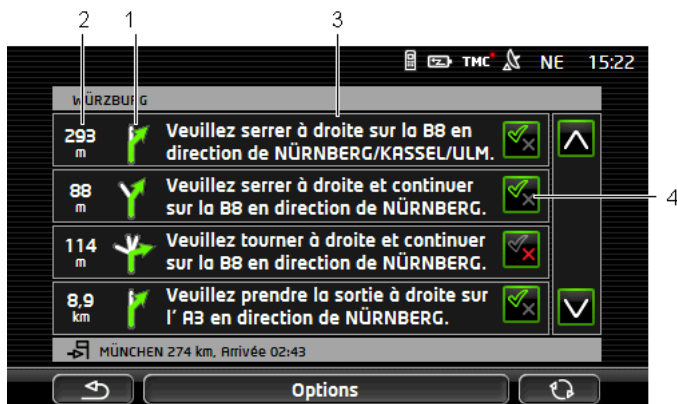 2 1 3
TMC NE 15:22
WÜRZBURG
293 m
Veuillez serrer à droite sur la B8 en
direction de NÜRNBERG/KASSEL/ULM.
88 m
Veuillez serrer à droite et continuer
sur la B8 en direction de NÜRNBERG.
4
114 m
Veuillez tourner à droite et continuer
sur la B8 en direction de NÜRNBERG.
8,9 km
Veuillez prendre la sortie à droite sur
l' A3 en direction de NÜRNBERG.
MÜNCHEN 274 km, Arrivée 02:43
Options